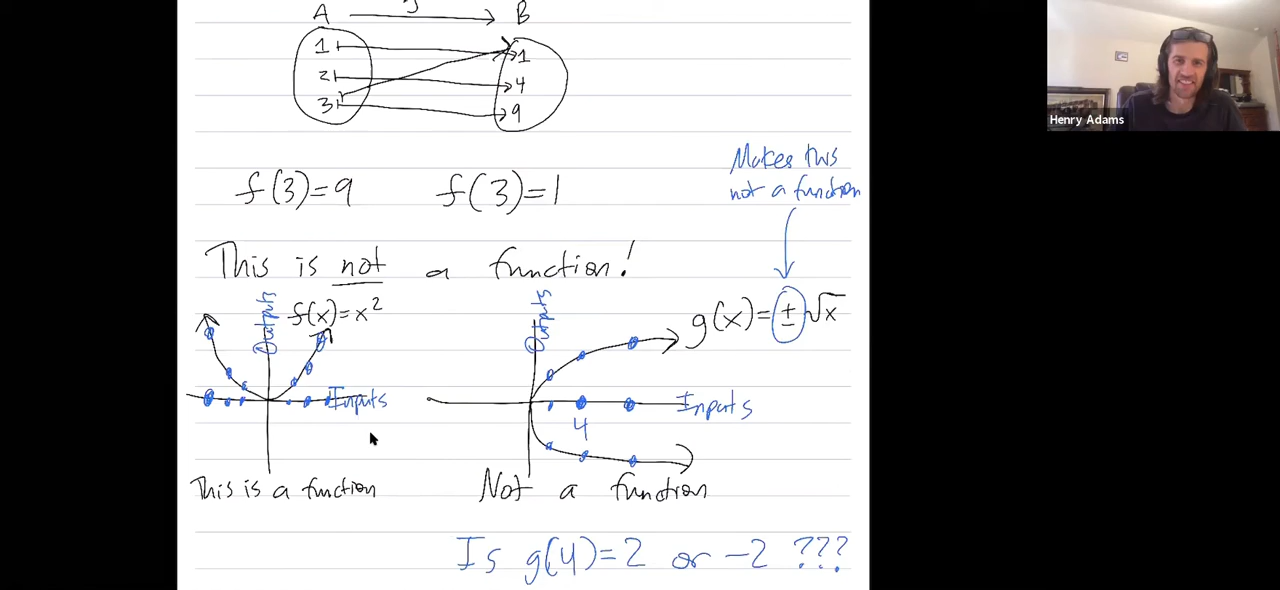 A B
1 1
2 4
3 9
Henry Adams
Makes this
not a function
f(3)=9 f(3)=1
This is not a function!
Outputs f(x)=x² Outputs g(x)=±√x
Inputs Inputs
4
This is a function Not a function
Is g(4)=2 or -2 ???